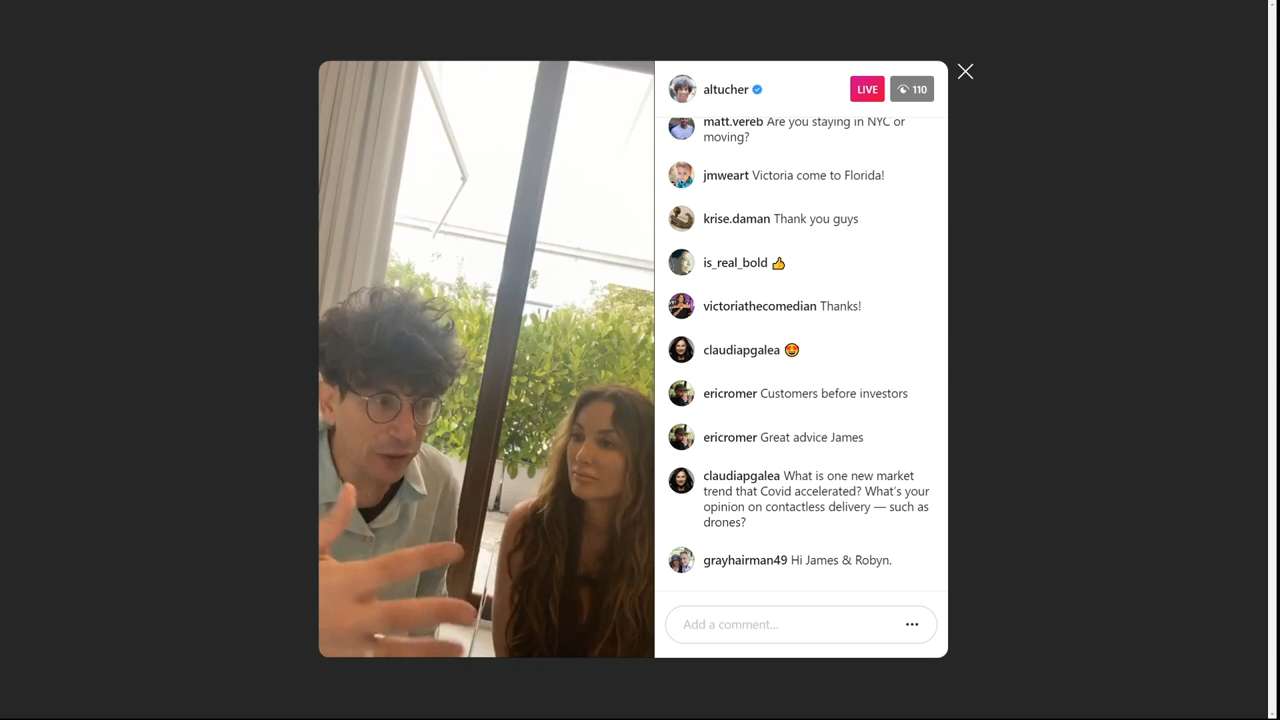 altucher
LIVE
110
matt.vereb Are you staying in NYC or
moving?
jmweart Victoria come to Florida!
krise.daman Thank you guys
is_real_bold 👍
victoriathecomedian Thanks!
claudiapgalea 🤩
ericromer Customers before investors
ericromer Great advice James
claudiapgalea What is one new market
trend that Covid accelerated? What's your
opinion on contactless delivery — such as
drones?
grayhairman49 Hi James & Robyn.
Add a comment...